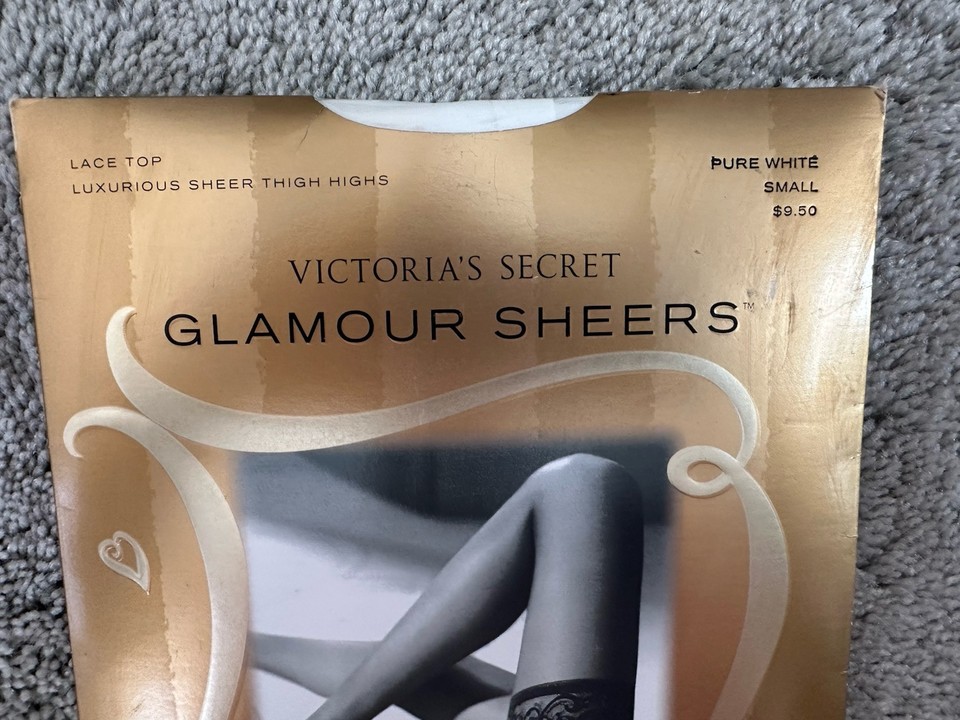 LACE TOP
LUXURIOUS SHEER THIGH HIGHS
PURE WHITE
SMALL
$9.50
VICTORIA'S SECRET
GLAMOUR SHEERS™